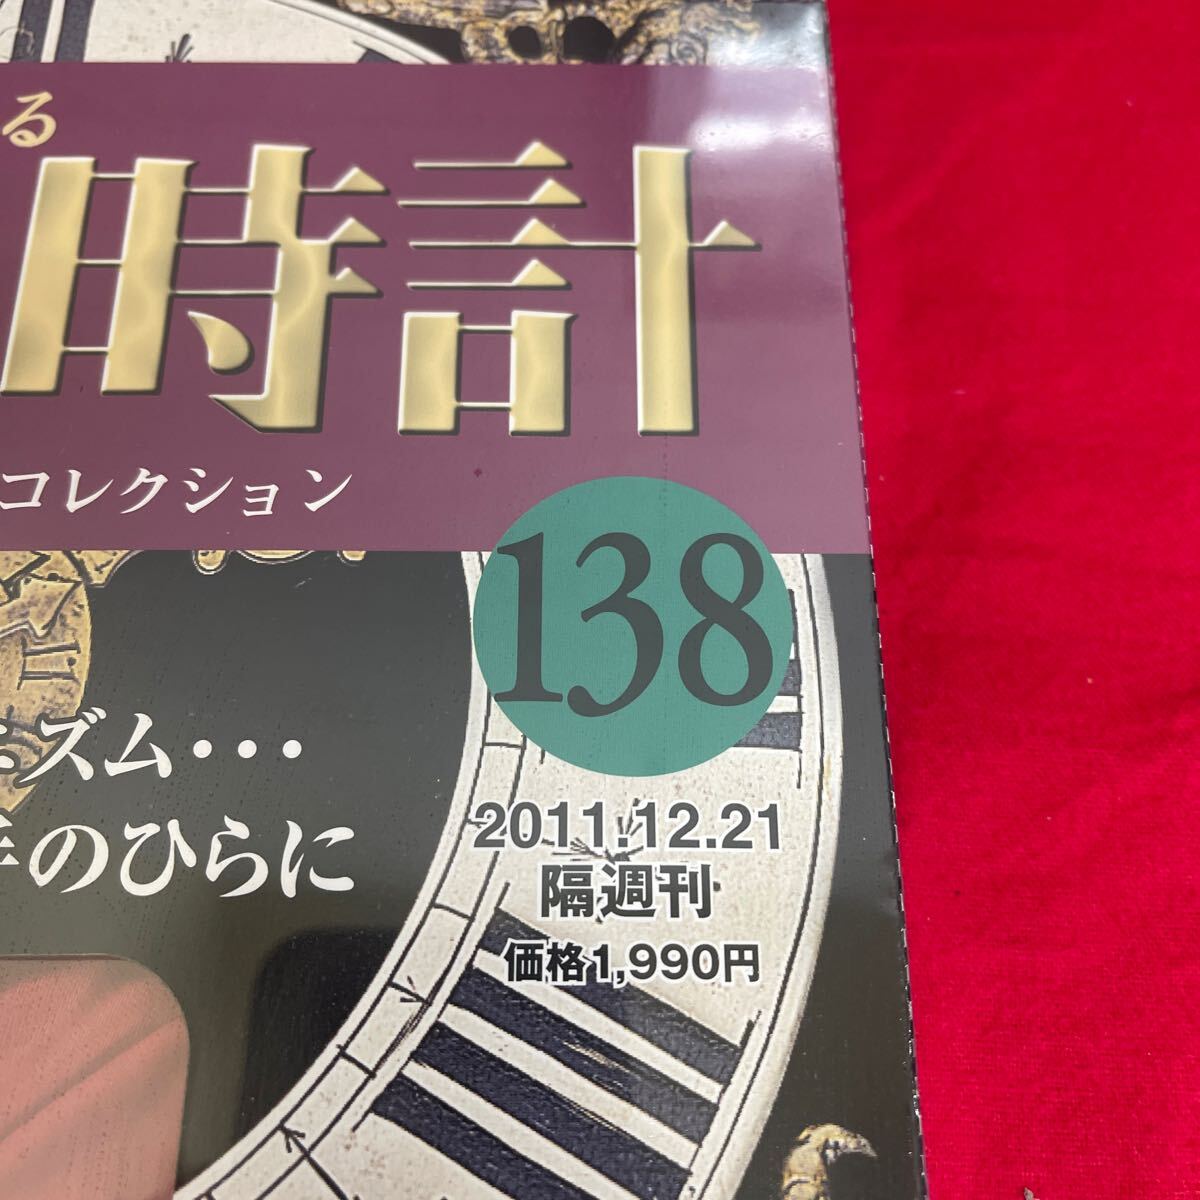 る
時計
コレクション
138
ニズム・・・
手のひらに
2011.12.21
隔週刊
価格1,990円